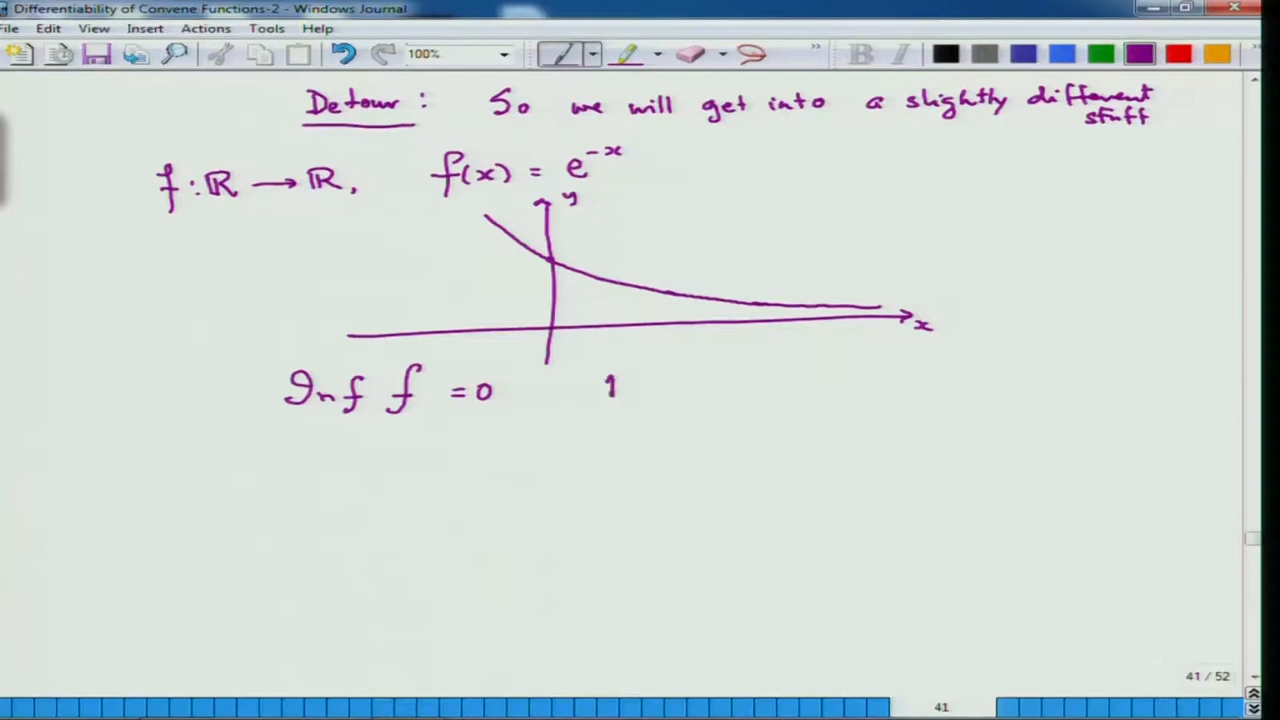 Differentiability of Convene Functions-2 - Windows Journal
File Edit View Insert Actions Tools Help
100%
Detour : So we will get into a slightly different stuff
f : ℝ → ℝ, f(x) = e^{-x}
y
x
Inf f = 0 1
41 / 52
41